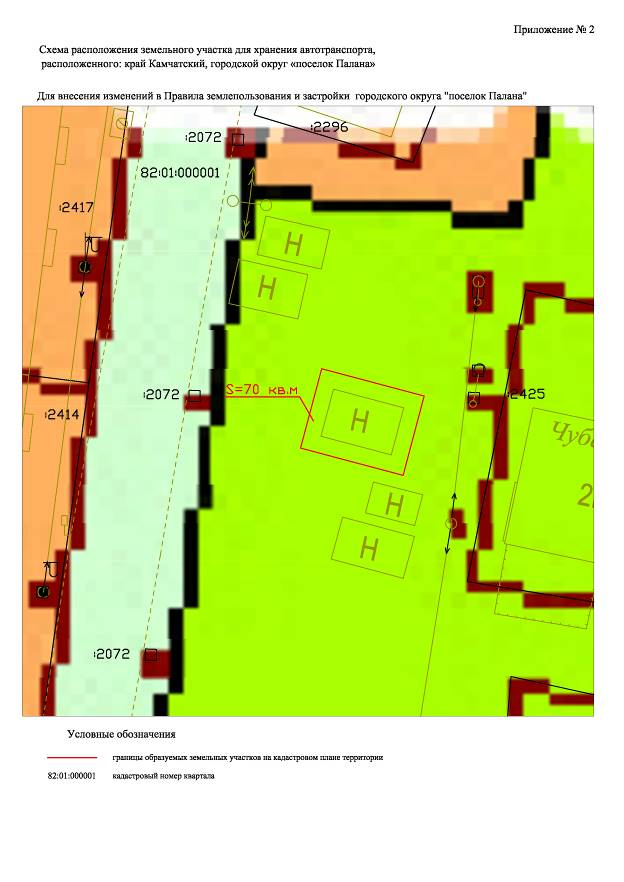 Приложение № 2
Схема расположения земельного участка для хранения автотранспорта,
расположенного: край Камчатский, городской округ «поселок Палана»
Для внесения изменений в Правила землепользования и застройки городского округа "поселок Палана"
:2296
:2072
82:01:000001
:2417
Н
Н
:2072
S=70 кв.м
:2425
:2414
Н
Чуб
2
Н
Н
:2072
Условные обозначения
границы образуемых земельных участков на кадастровом плане территории
82:01:000001 кадастровый номер квартала